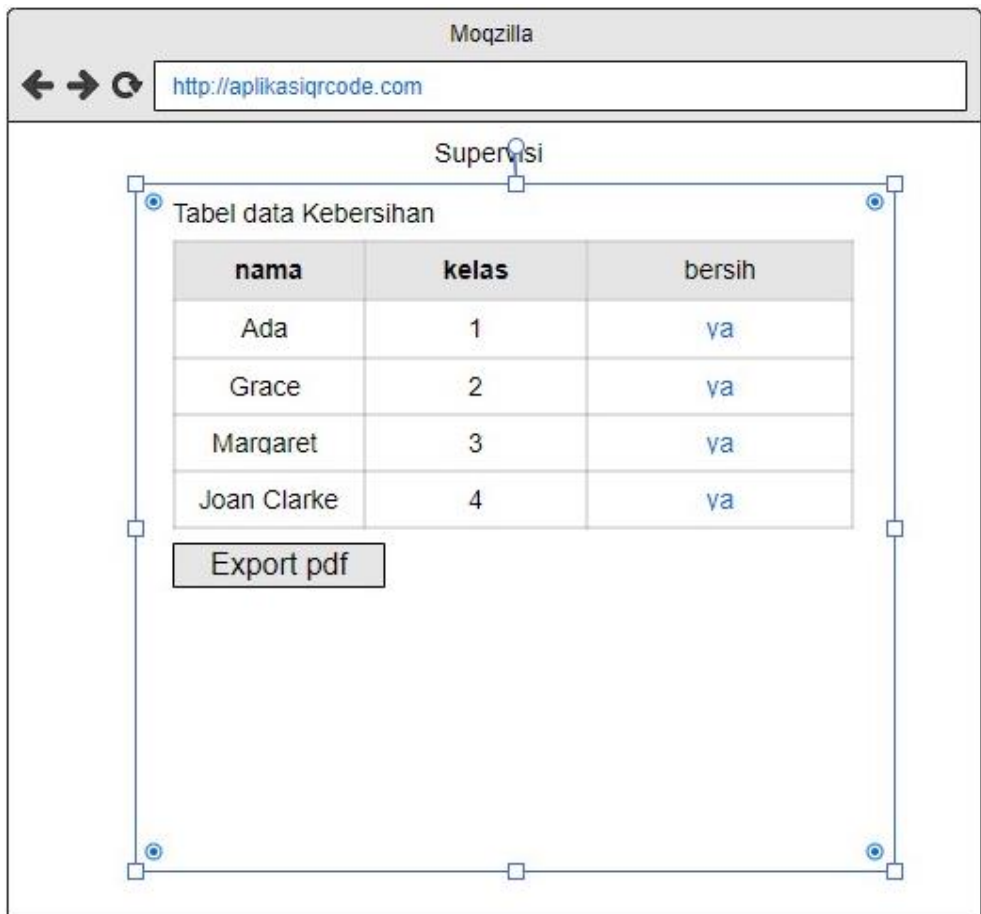 Moqzilla
http://aplikasiqrcode.com
Supervisi
Tabel data Kebersihan
nama kelas bersih
Ada 1 ya
Grace 2 ya
Margaret 3 ya
Joan Clarke 4 ya
Export pdf